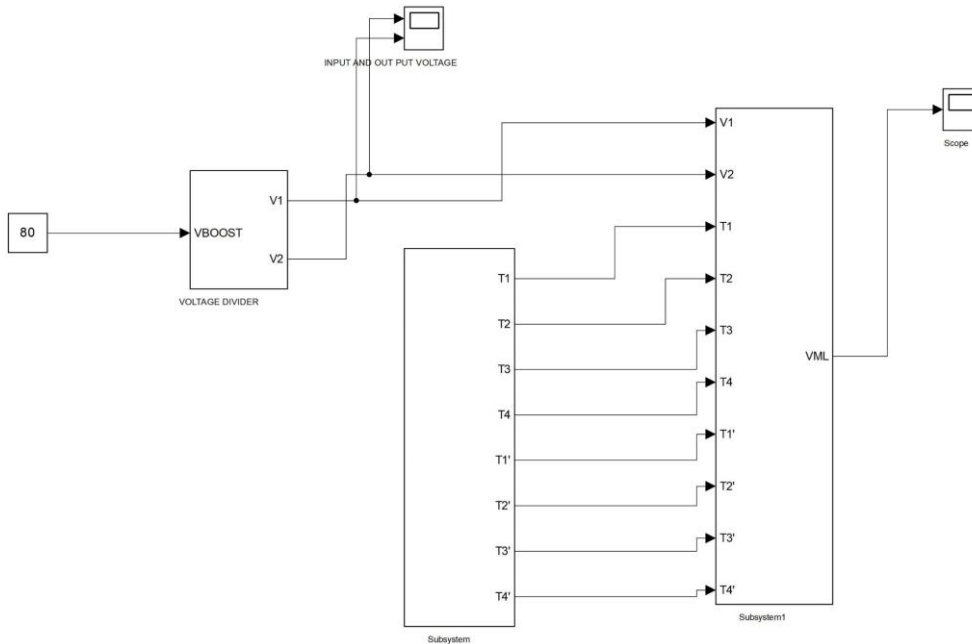 INPUT AND OUT PUT VOLTAGE
Scope
80
VBOOST
V1
V2
VOLTAGE DIVIDER
T1
T2
T3
T4
T1'
T2'
T3'
T4'
Subsystem
V1
V2
T1
T2
T3
T4
T1'
T2'
T3'
T4'
VML
Subsystem1